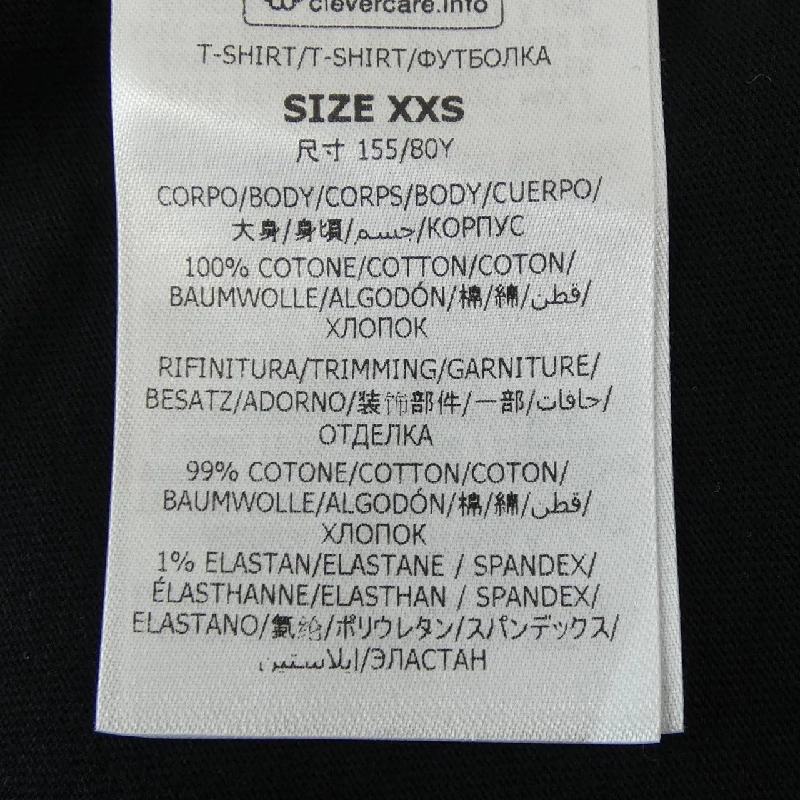 clevercare.info
T-SHIRT/T-SHIRT/ФУТБОЛКА
SIZE XXS
尺寸 155/80Y
CORPO/BODY/CORPS/BODY/CUERPO/
大身/身頃/جسم/КОРПУС
100% COTONE/COTTON/COTON/
BAUMWOLLE/ALGODÓN/棉/綿/قطن/
ХЛОПОК
RIFINITURA/TRIMMING/GARNITURE/
BESATZ/ADORNO/装饰部件/一部/حافات/
ОТДЕЛКА
99% COTONE/COTTON/COTON/
BAUMWOLLE/ALGODÓN/棉/綿/قطن/
ХЛОПОК
1% ELASTAN/ELASTANE / SPANDEX/
ÉLASTHANNE/ELASTHAN / SPANDEX/
ELASTANO/氨纶/ポリウレタン/スパンデックス/
إيلاستين/ЭЛАСТАН